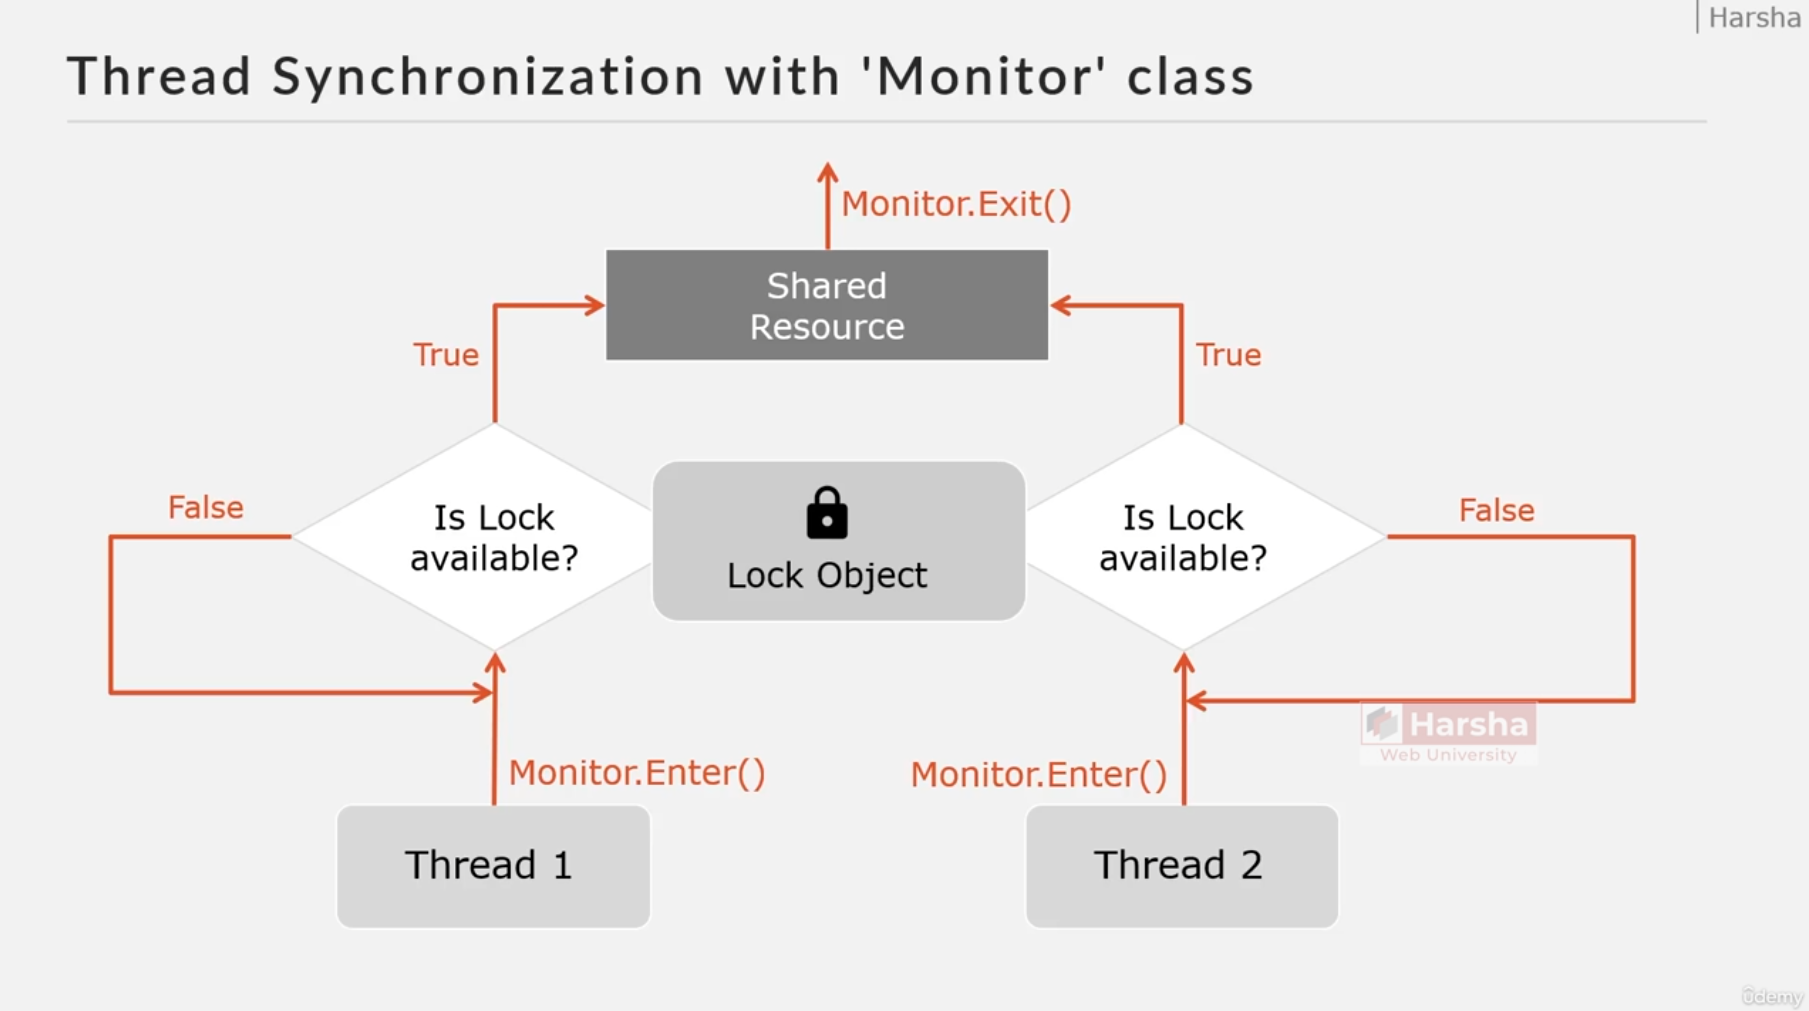 Harsha
Thread Synchronization with 'Monitor' class
Monitor.Exit()
Shared
Resource
True
True
False
Is Lock
available?
Lock Object
Is Lock
available?
False
Monitor.Enter()
Monitor.Enter()
Harsha
Web University
Thread 1
Thread 2
ûdemy